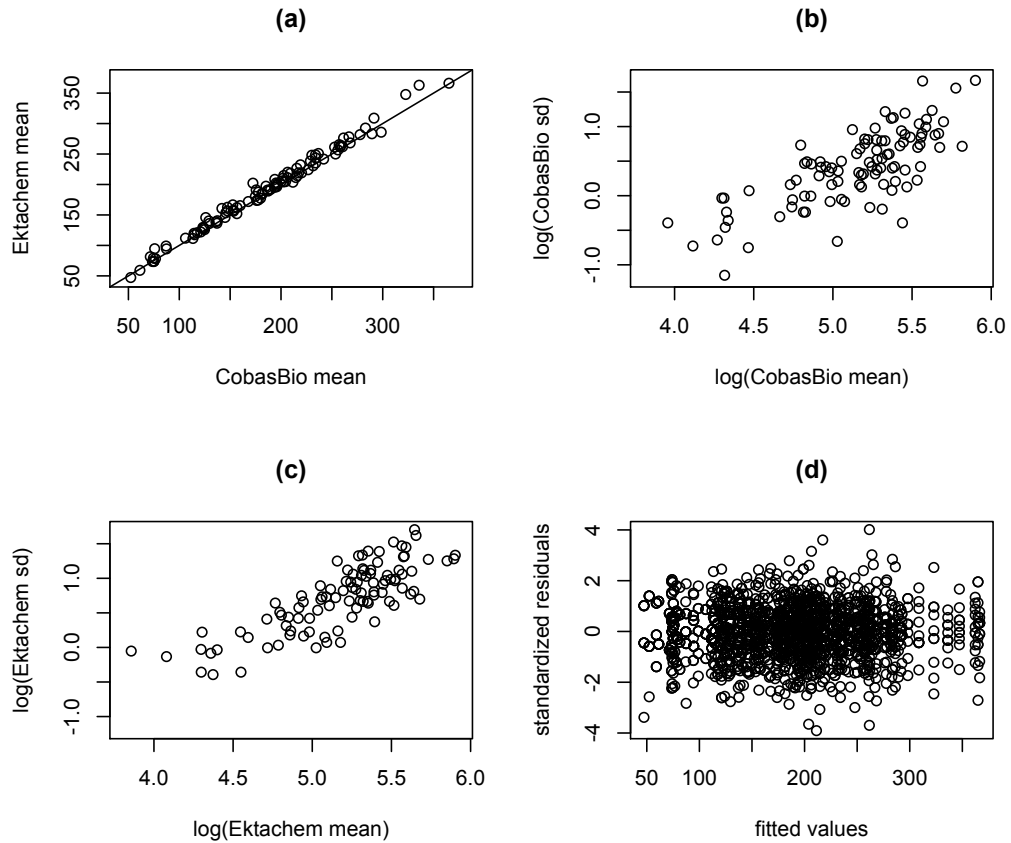 (a)
Ektachem mean
50 150 250 350
50 100 200 300
CobasBio mean
(b)
log(CobasBio sd)
-1.0 0.0 1.0
4.0 4.5 5.0 5.5 6.0
log(CobasBio mean)
(c)
log(Ektachem sd)
-1.0 0.0 1.0
4.0 4.5 5.0 5.5 6.0
log(Ektachem mean)
(d)
standardized residuals
-4 -2 0 2 4
50 100 200 300
fitted values